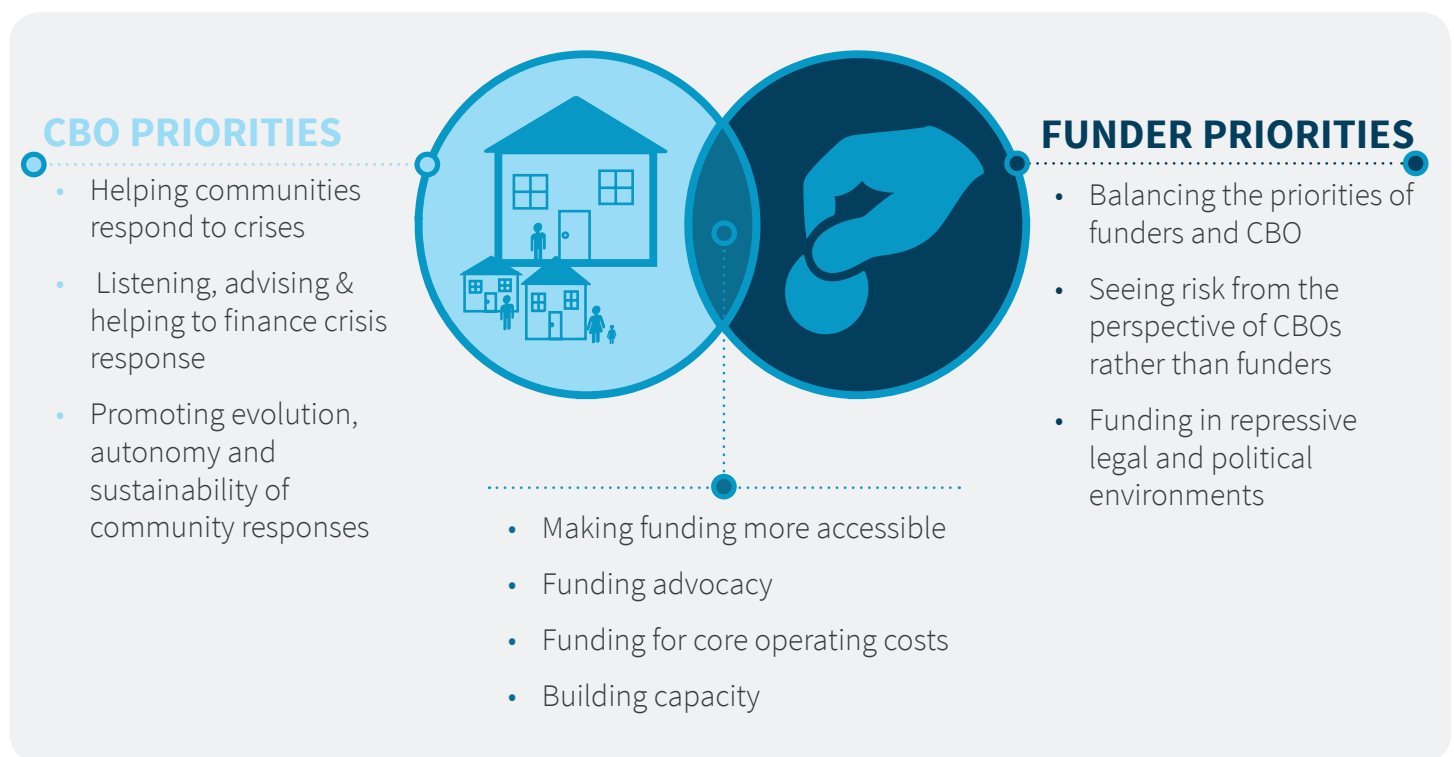 CBO PRIORITIES
• Helping communities
respond to crises
• Listening, advising &
helping to finance crisis
response
• Promoting evolution,
autonomy and
sustainability of
community responses
FUNDER PRIORITIES
• Balancing the priorities of
funders and CBO
• Seeing risk from the
perspective of CBOs
rather than funders
• Funding in repressive
legal and political
environments
• Making funding more accessible
• Funding advocacy
• Funding for core operating costs
• Building capacity